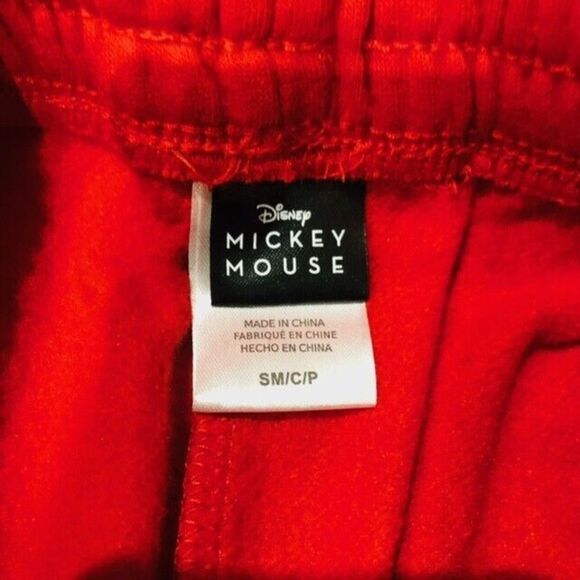 Disney
MICKEY
MOUSE
MADE IN CHINA
FABRIQUÉ EN CHINE
HECHO EN CHINA
SM/C/P